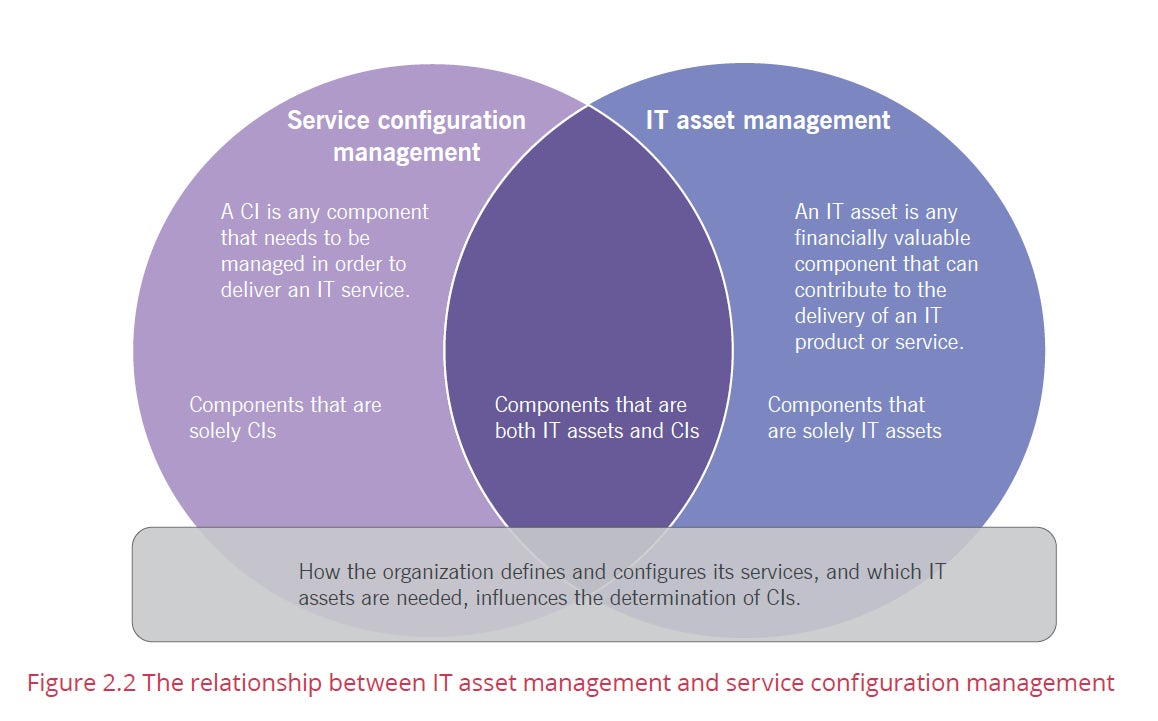 Service configuration
management
IT asset management
A CI is any component
that needs to be
managed in order to
deliver an IT service.
An IT asset is any
financially valuable
component that can
contribute to the
delivery of an IT
product or service.
Components that are
solely CIs
Components that are
both IT assets and CIs
Components that
are solely IT assets
How the organization defines and configures its services, and which IT
assets are needed, influences the determination of CIs.
Figure 2.2 The relationship between IT asset management and service configuration management